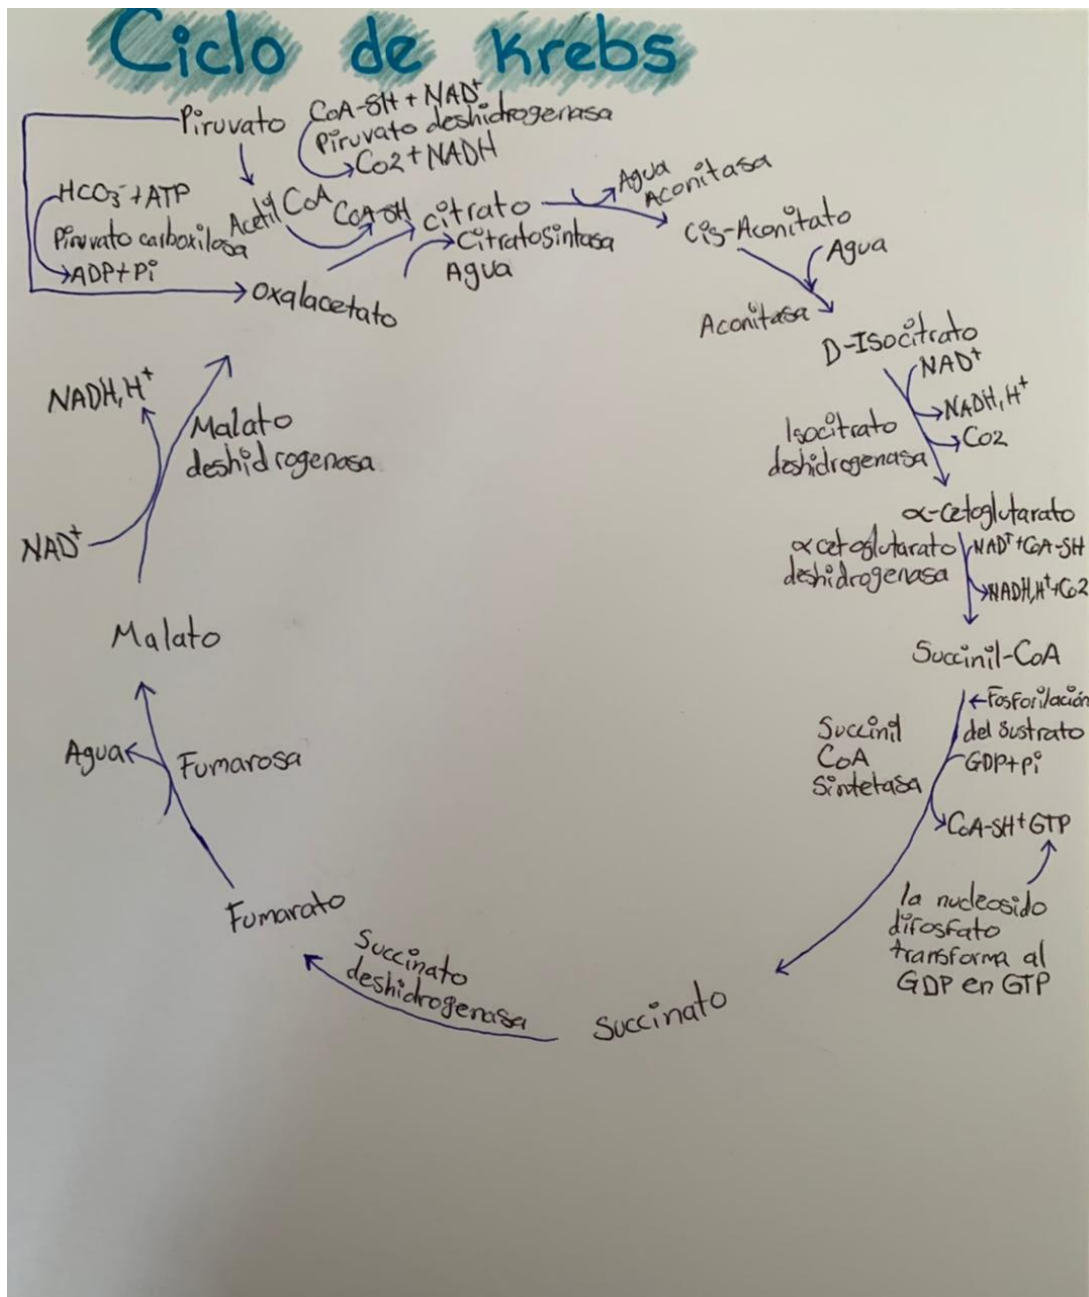 Ciclo de Krebs
Piruvato
CoA-SH + NAD⁺
Piruvato deshidrogenasa
Co2 + NADH
HCO₃⁻ + ATP
Piruvato carboxilosa
ADP + Pi
Acetil CoA
CoA-SH
Citrato
Citratosintasa
Agua
Oxalacetato
Agua
Aconitasa
Cis-Aconitato
Agua
Aconitasa
D-Isocitrato
NAD⁺
NADH, H⁺
Co2
Isocitrato
deshidrogenasa
α-cetoglutarato
α cetoglutarato
deshidrogenasa
NAD⁺ + CoA-SH
NADH, H⁺ + Co2
Succinil-CoA
← Fosforilación
del sustrato
GDP + Pi
Succinil
CoA
Sintetasa
CoA-SH + GTP
la nucleosido
difosfato
transforma al
GDP en GTP
Succinato
Succinato
deshidrogenasa
Fumarato
Fumarosa
Agua
Malato
NAD⁺
NADH, H⁺
Malato
deshidrogenasa